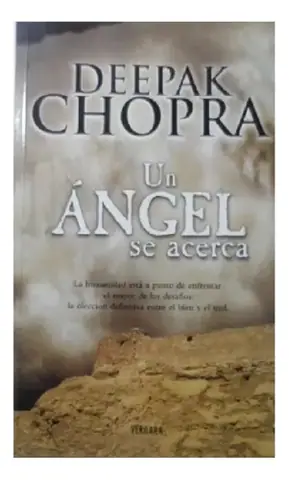 DEEPAK
CHOPRA
Un
ÁNGEL
se acerca
La humanidad está a punto de enfrentar
el mayor de los desafíos:
la elección definitiva entre el bien y el mal.
VERGARA